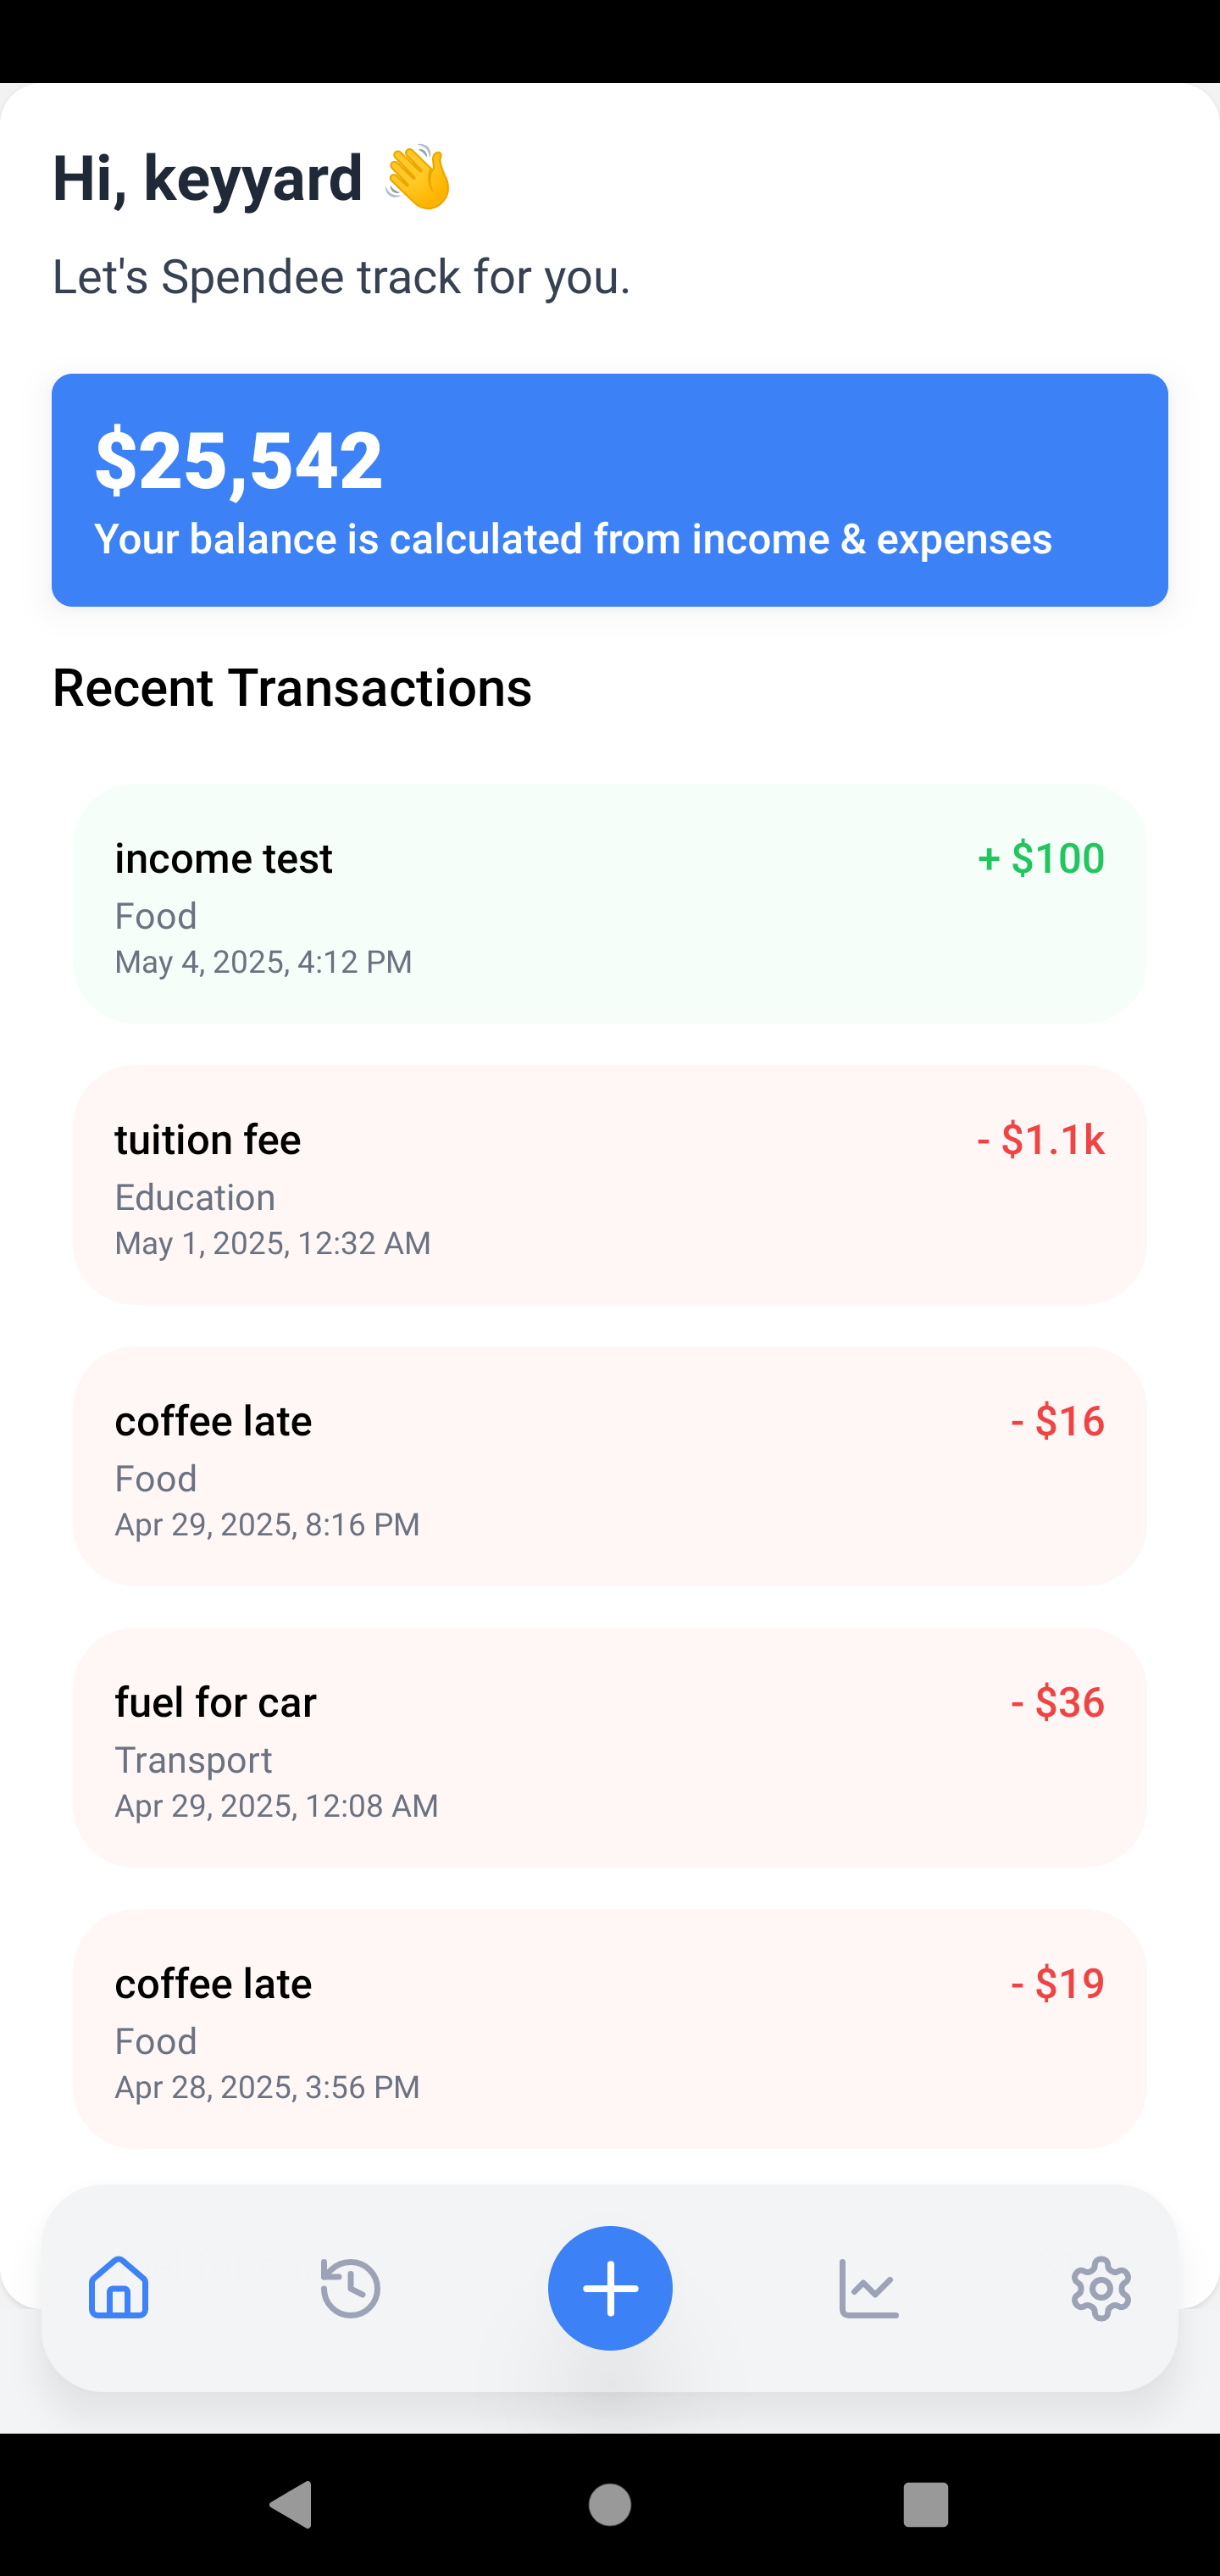 Hi, keyyard 👋
Let's Spendee track for you.
$25,542
Your balance is calculated from income & expenses
Recent Transactions
income test
+ $100
Food
May 4, 2025, 4:12 PM
tuition fee
- $1.1k
Education
May 1, 2025, 12:32 AM
coffee late
- $16
Food
Apr 29, 2025, 8:16 PM
fuel for car
- $36
Transport
Apr 29, 2025, 12:08 AM
coffee late
- $19
Food
Apr 28, 2025, 3:56 PM